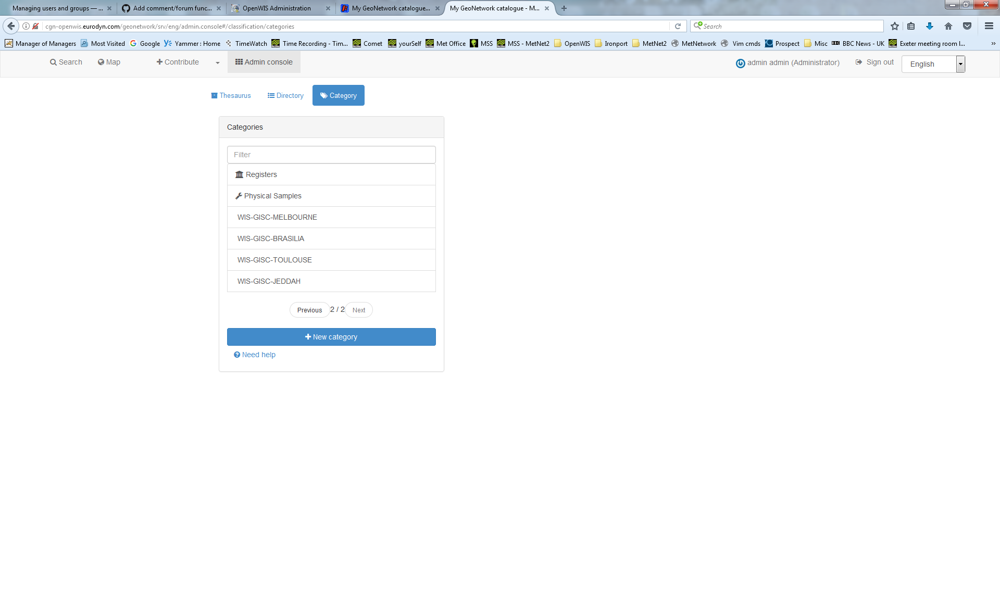 Managing users and groups — ...
Add comment/forum func...
OpenWIS Administration
My GeoNetwork catalogue...
My GeoNetwork catalogue - M...
cgn-openwis.eurodyn.com/geonetwork/srv/eng/admin.console#/classification/categories
Search
Manager of Managers
Most Visited
Google
Yammer : Home
TimeWatch
Time Recording - Tim...
Comet
yourSelf
Met Office
MSS
MSS - MetNet2
OpenWIS
Ironport
MetNet2
MetNetwork
Vim cmds
Prospect
Misc
BBC News - UK
Exeter meeting room l...
Search
Map
Contribute
Admin console
admin admin (Administrator)
Sign out
English
Thesaurus
Directory
Category
Categories
Filter
Registers
Physical Samples
WIS-GISC-MELBOURNE
WIS-GISC-BRASILIA
WIS-GISC-TOULOUSE
WIS-GISC-JEDDAH
Previous 2 / 2 Next
New category
Need help